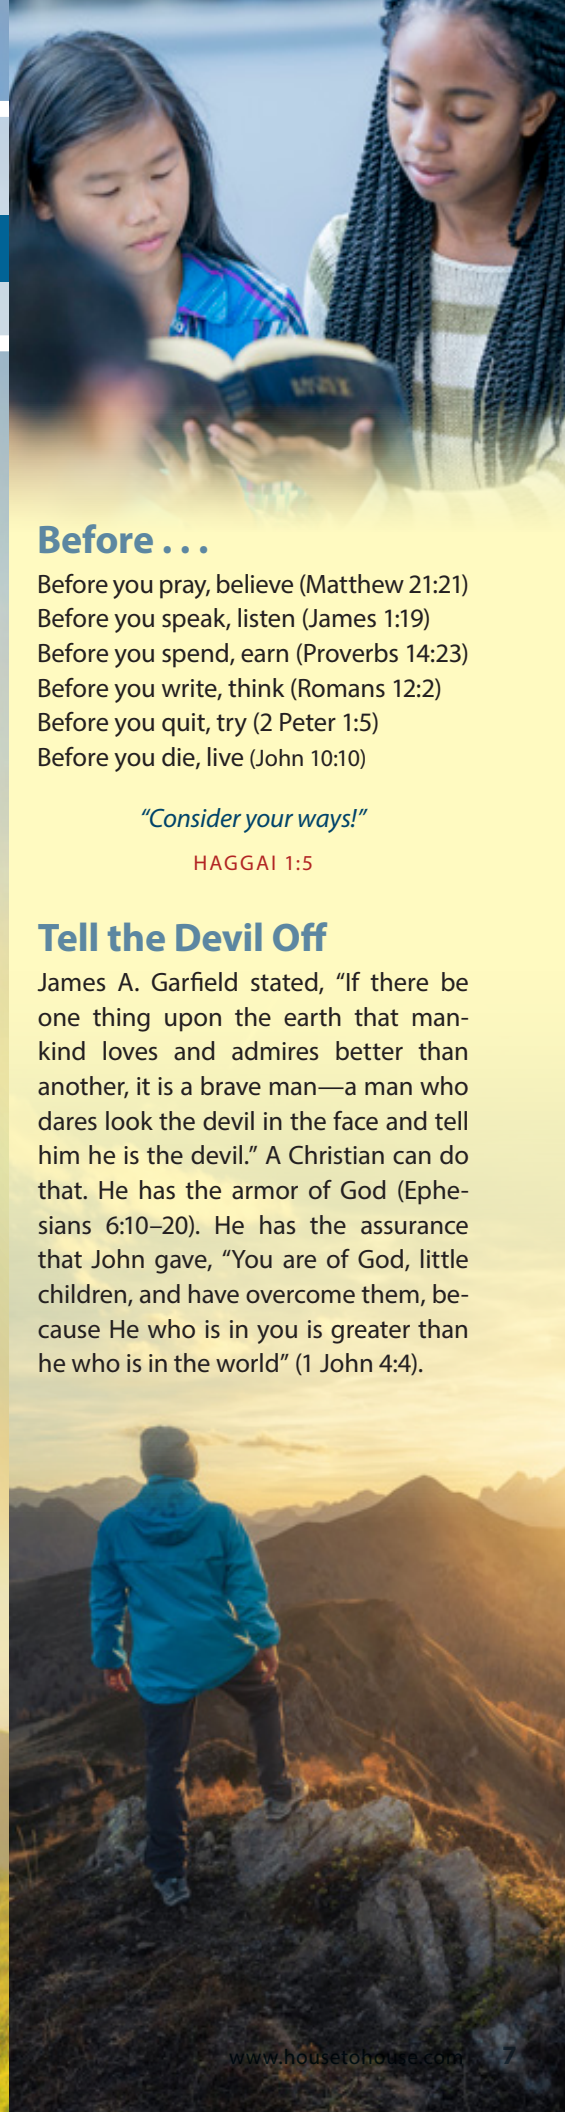 Before . . .
Before you pray, believe (Matthew 21:21)
Before you speak, listen (James 1:19)
Before you spend, earn (Proverbs 14:23)
Before you write, think (Romans 12:2)
Before you quit, try (2 Peter 1:5)
Before you die, live (John 10:10)
“Consider your ways!”
HAGGAI 1:5
Tell the Devil Off
James A. Garfield stated, “If there be
one thing upon the earth that man-
kind loves and admires better than
another, it is a brave man—a man who
dares look the devil in the face and tell
him he is the devil.” A Christian can do
that. He has the armor of God (Ephe-
sians 6:10–20). He has the assurance
that John gave, “You are of God, little
children, and have overcome them, be-
cause He who is in you is greater than
he who is in the world” (1 John 4:4).
www.housetohouse.com 7